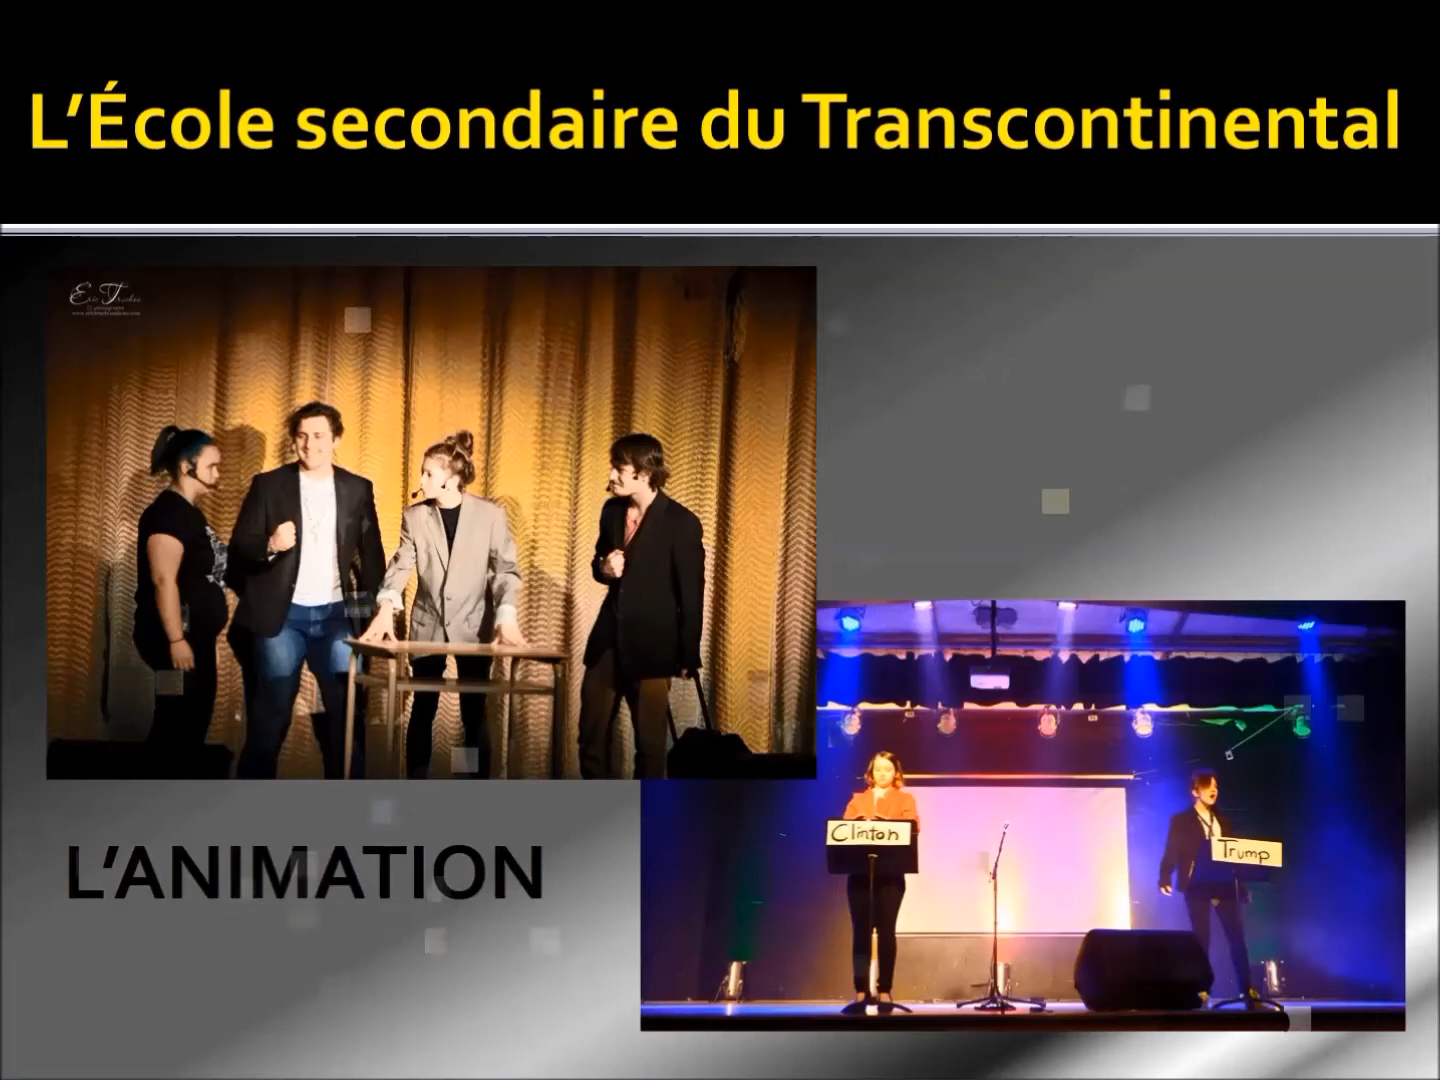 L’École secondaire du Transcontinental
L’ANIMATION
Clinton
Trump